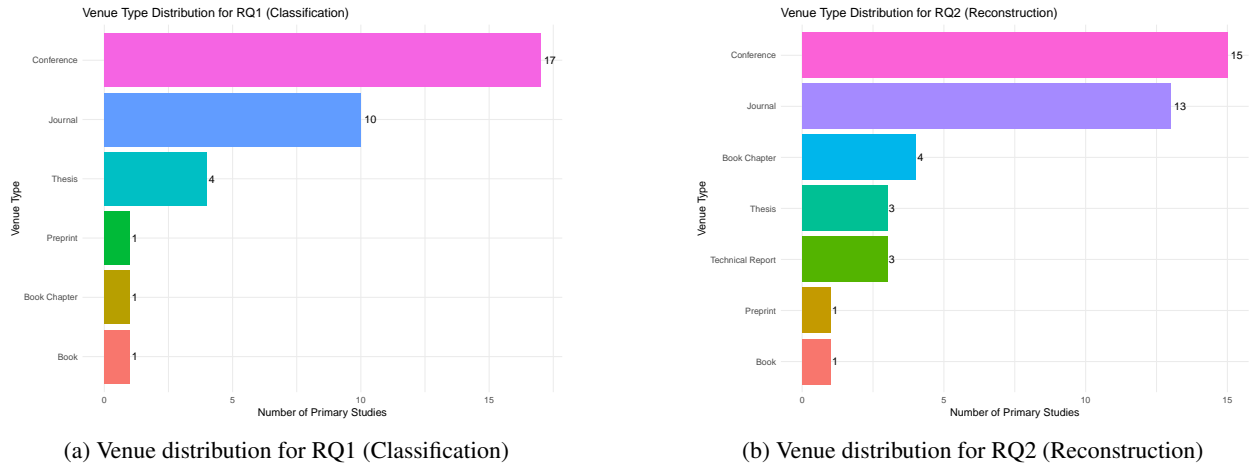 Venue Type Distribution for RQ1 (Classification)
Venue Type
Conference
17
Journal
10
Thesis
4
Preprint
1
Book Chapter
1
Book
1
0
5
10
15
Number of Primary Studies
(a) Venue distribution for RQ1 (Classification)
Venue Type Distribution for RQ2 (Reconstruction)
Venue Type
Conference
15
Journal
13
Book Chapter
4
Thesis
3
Technical Report
3
Preprint
1
Book
1
0
5
10
15
Number of Primary Studies
(b) Venue distribution for RQ2 (Reconstruction)